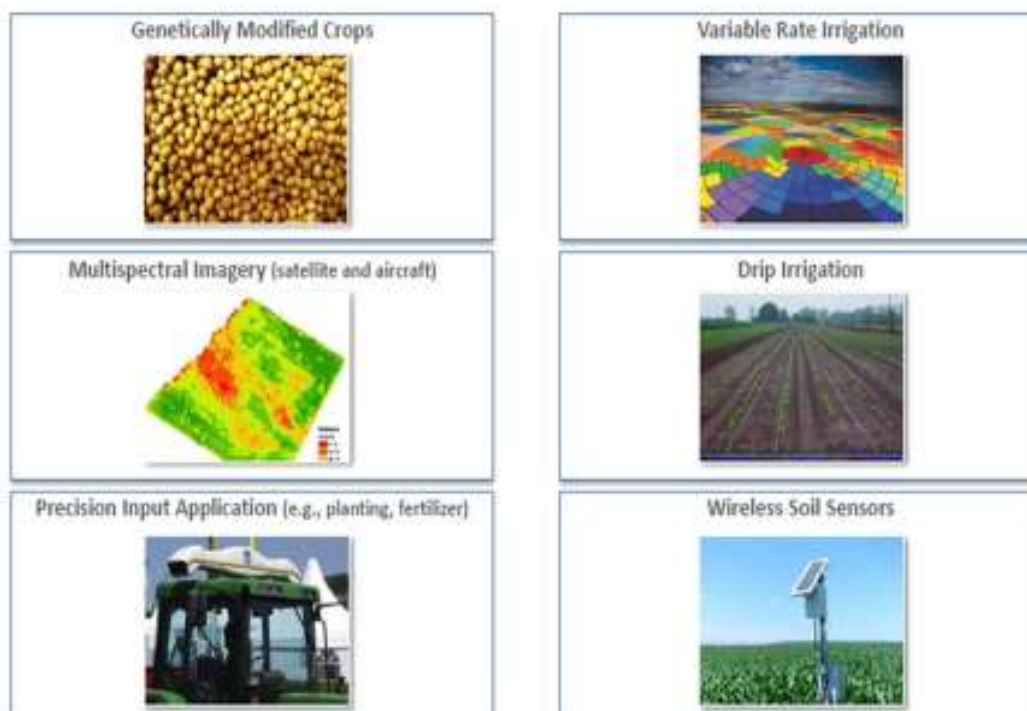 Genetically Modified Crops
Variable Rate Irrigation
Multispectral Imagery (satellite and aircraft)
Drip Irrigation
Precision Input Application (e.g., planting, fertilizer)
Wireless Soil Sensors